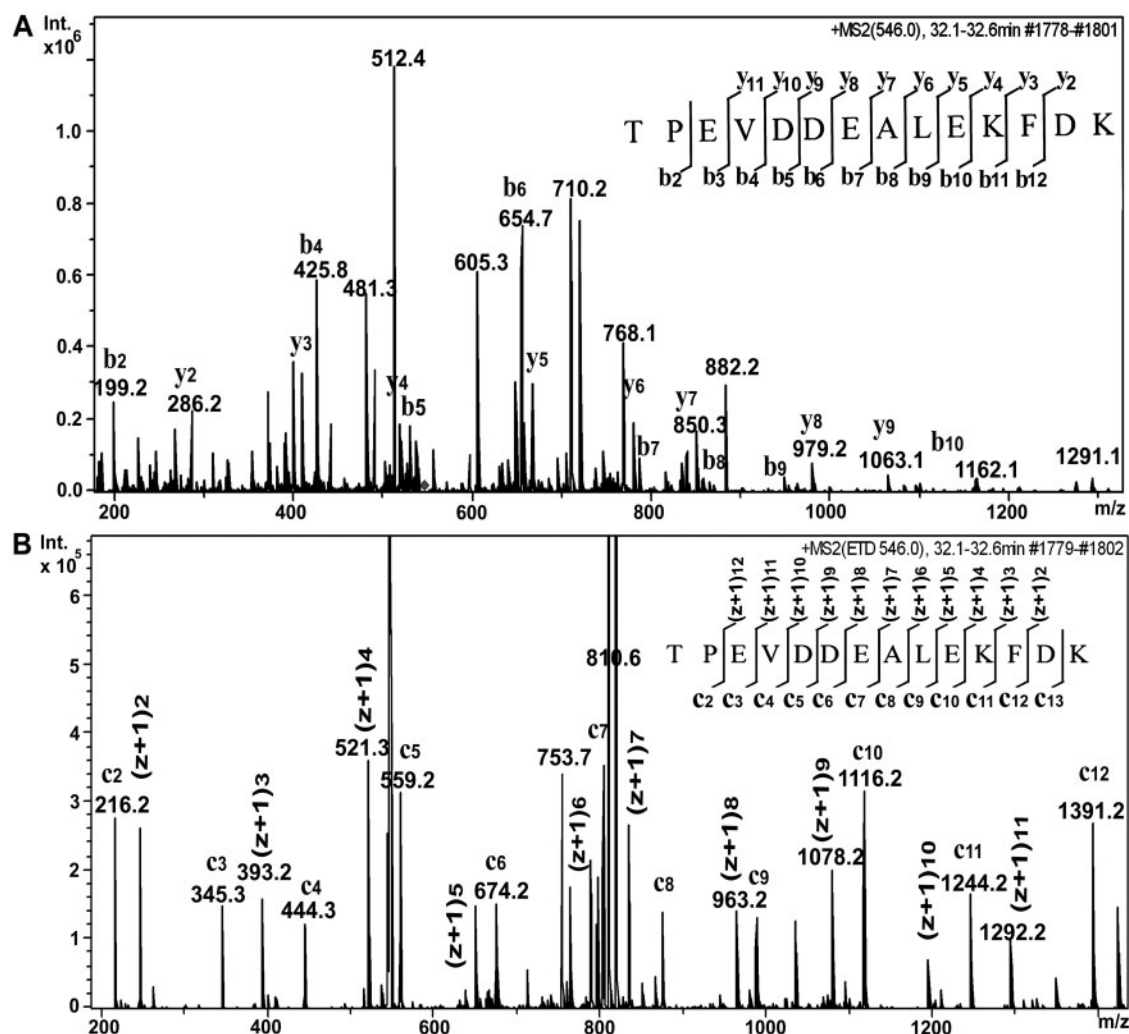 A
Int.
x10⁶
+MS2(546.0), 32.1-32.6min #1778-#1801
512.4
y11 y10 y9 y8 y7 y6 y5 y4 y3 y2
T P E V D D E A L E K F D K
b2 b3 b4 b5 b6 b7 b8 b9 b10 b11 b12
1.0
0.8
0.6
0.4
0.2
0.0
b2
199.2
y2
286.2
y3
b4
425.8
481.3
y4
b5
605.3
b6
654.7
y5
710.2
768.1
y6
b7
y7
850.3
b8
882.2
b9
y8
979.2
y9
1063.1
b10
1162.1
1291.1
200 400 600 800 1000 1200 m/z
B
Int.
x 10⁵
+MS2(ETD 546.0), 32.1-32.6min #1779-#1802
(z+1)12 (z+1)11 (z+1)10 (z+1)9 (z+1)8 (z+1)7 (z+1)6 (z+1)5 (z+1)4 (z+1)3 (z+1)2
T P E V D D E A L E K F D K
c2 c3 c4 c5 c6 c7 c8 c9 c10 c11 c12 c13
5
4
3
2
1
0
c2
216.2
(z+1)2
c3
345.3
(z+1)3
393.2
c4
444.3
(z+1)4
521.3
c5
559.2
(z+1)5
c6
674.2
753.7
(z+1)6
c7
810.6
(z+1)7
c8
(z+1)8
963.2
c9
(z+1)9
1078.2
c10
1116.2
(z+1)10
c11
1244.2
(z+1)11
1292.2
c12
1391.2
200 400 600 800 1000 1200 m/z